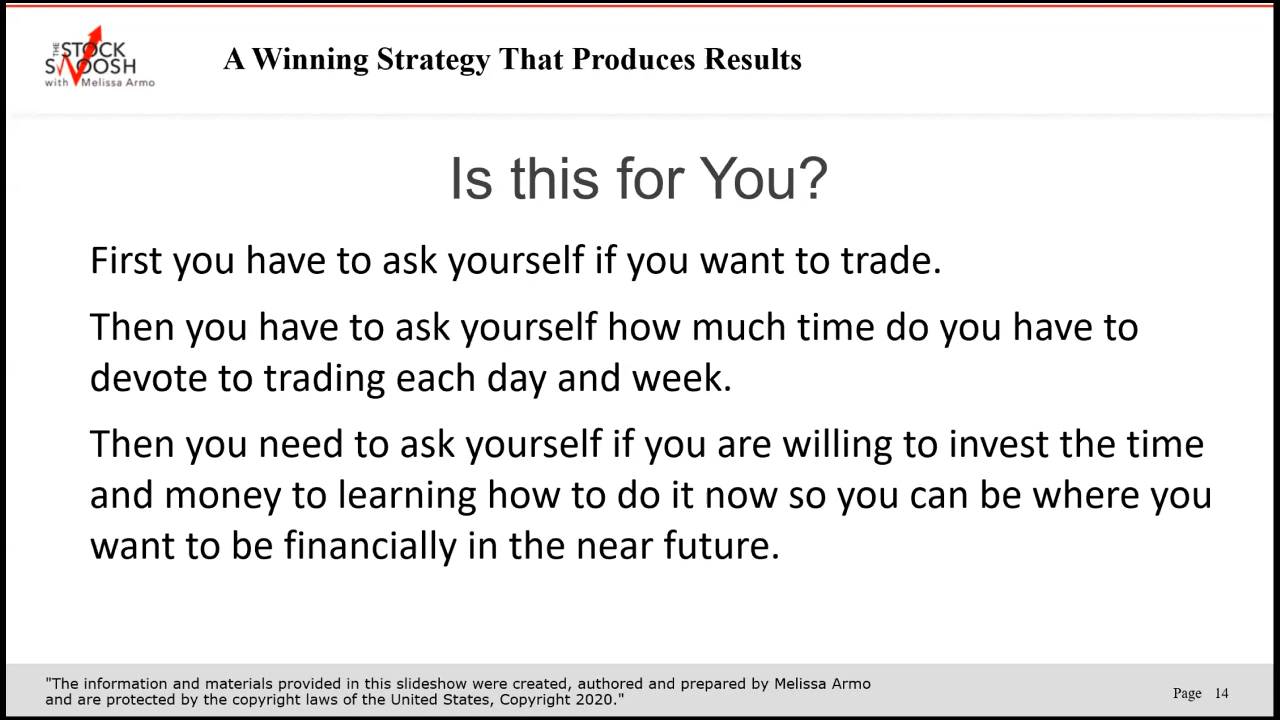 THE STOCK
SWOOSH
with Melissa Armo
A Winning Strategy That Produces Results
Is this for You?
First you have to ask yourself if you want to trade.
Then you have to ask yourself how much time do you have to
devote to trading each day and week.
Then you need to ask yourself if you are willing to invest the time
and money to learning how to do it now so you can be where you
want to be financially in the near future.
"The information and materials provided in this slideshow were created, authored and prepared by Melissa Armo
and are protected by the copyright laws of the United States, Copyright 2020."
Page 14